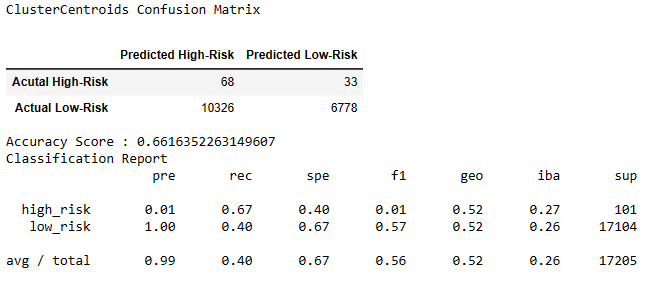 ClusterCentroids Confusion Matrix
Predicted High-Risk Predicted Low-Risk
Acutal High-Risk 68 33
Actual Low-Risk 10326 6778
Accuracy Score : 0.6616352263149607
Classification Report
pre rec spe f1 geo iba sup
high_risk 0.01 0.67 0.40 0.01 0.52 0.27 101
low_risk 1.00 0.40 0.67 0.57 0.52 0.26 17104
avg / total 0.99 0.40 0.67 0.56 0.52 0.26 17205